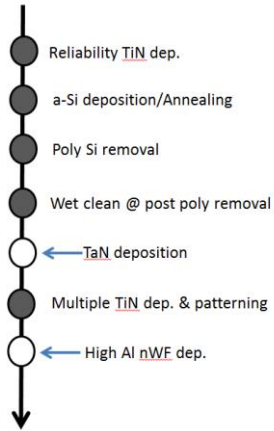 Reliability TiN dep.
a-Si deposition/Annealing
Poly Si removal
Wet clean @ post poly removal
TaN deposition
Multiple TiN dep. & patterning
High Al nWF dep.